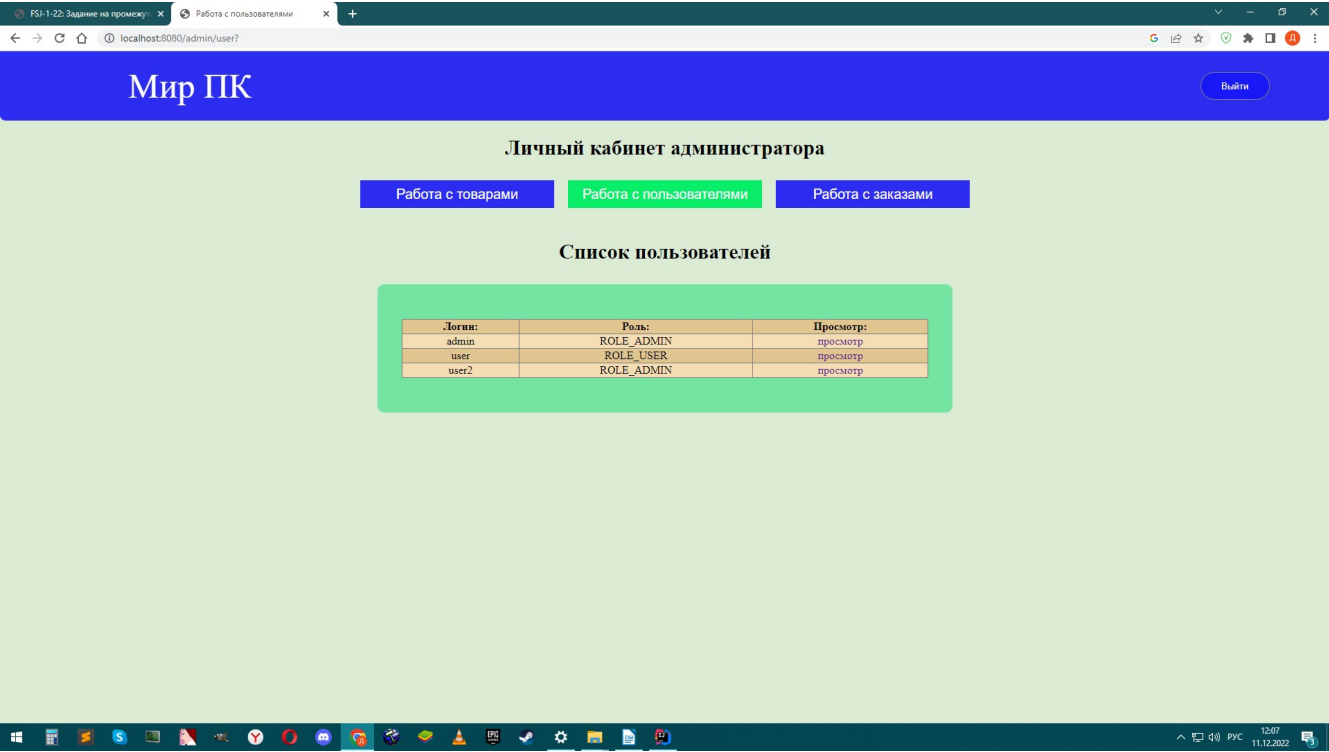 FSJ-1-22: Задание на промежут
Работа с пользователями
localhost:8080/admin/user?
Мир ПК
Выйти
Личный кабинет администратора
Работа с товарами Работа с пользователями Работа с заказами
Список пользователей
Логин: Роль: Просмотр:
admin ROLE_ADMIN просмотр
user ROLE_USER просмотр
user2 ROLE_ADMIN просмотр
РУС
12:07
11.12.2022